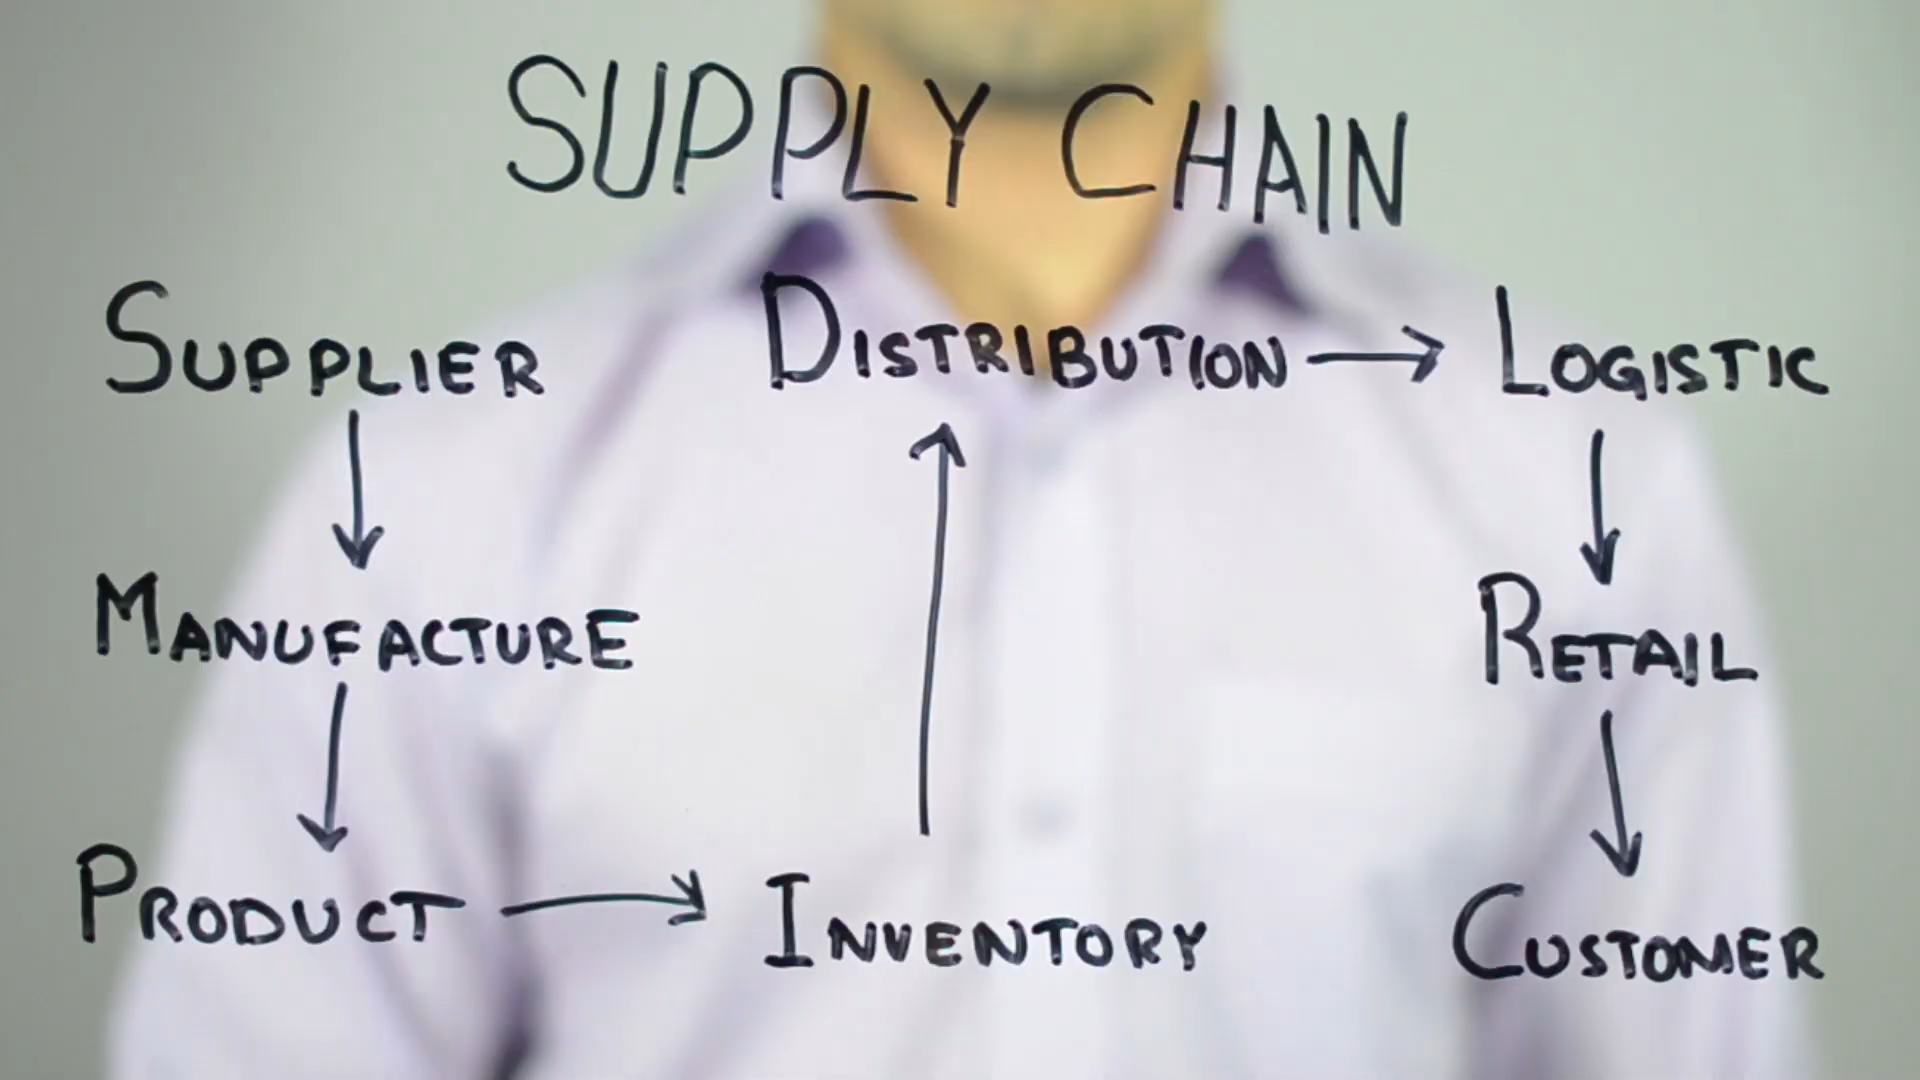 SUPPLY CHAIN
SUPPLIER
MANUFACTURE
PRODUCT
INVENTORY
DISTRIBUTION
LOGISTIC
RETAIL
CUSTOMER